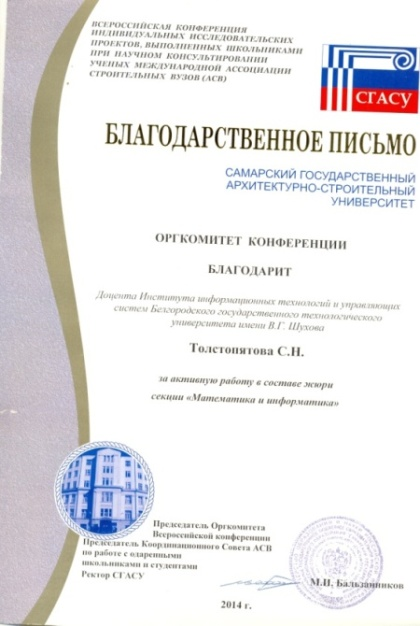 ВСЕРОССИЙСКАЯ КОНФЕРЕНЦИЯ
ИНДИВИДУАЛЬНЫХ ИССЛЕДОВАТЕЛЬСКИХ
ПРОЕКТОВ, ВЫПОЛНЕННЫХ ШКОЛЬНИКАМИ
ПРИ НАУЧНОМ КОНСУЛЬТИРОВАНИИ
УЧЕНЫХ МЕЖДУНАРОДНОЙ АССОЦИАЦИИ
СТРОИТЕЛЬНЫХ ВУЗОВ (АСВ)
СГАСУ
БЛАГОДАРСТВЕННОЕ ПИСЬМО
САМАРСКИЙ ГОСУДАРСТВЕННЫЙ
АРХИТЕКТУРНО-СТРОИТЕЛЬНЫЙ
УНИВЕРСИТЕТ
ОРГКОМИТЕТ КОНФЕРЕНЦИИ
БЛАГОДАРИТ
Доцента Института информационных технологий и управляющих
систем Белгородского государственного технологического
университета имени В.Г. Шухова
Толстопятова С.Н.
за активную работу в составе жюри
секции «Математика и информатика»
Председатель Оргкомитета
Всероссийской конференции
Председатель Координационного Совета АСВ
по работе с одаренными
школьниками и студентами
Ректор СГАСУ
М.И. Бальзанников
2014 г.